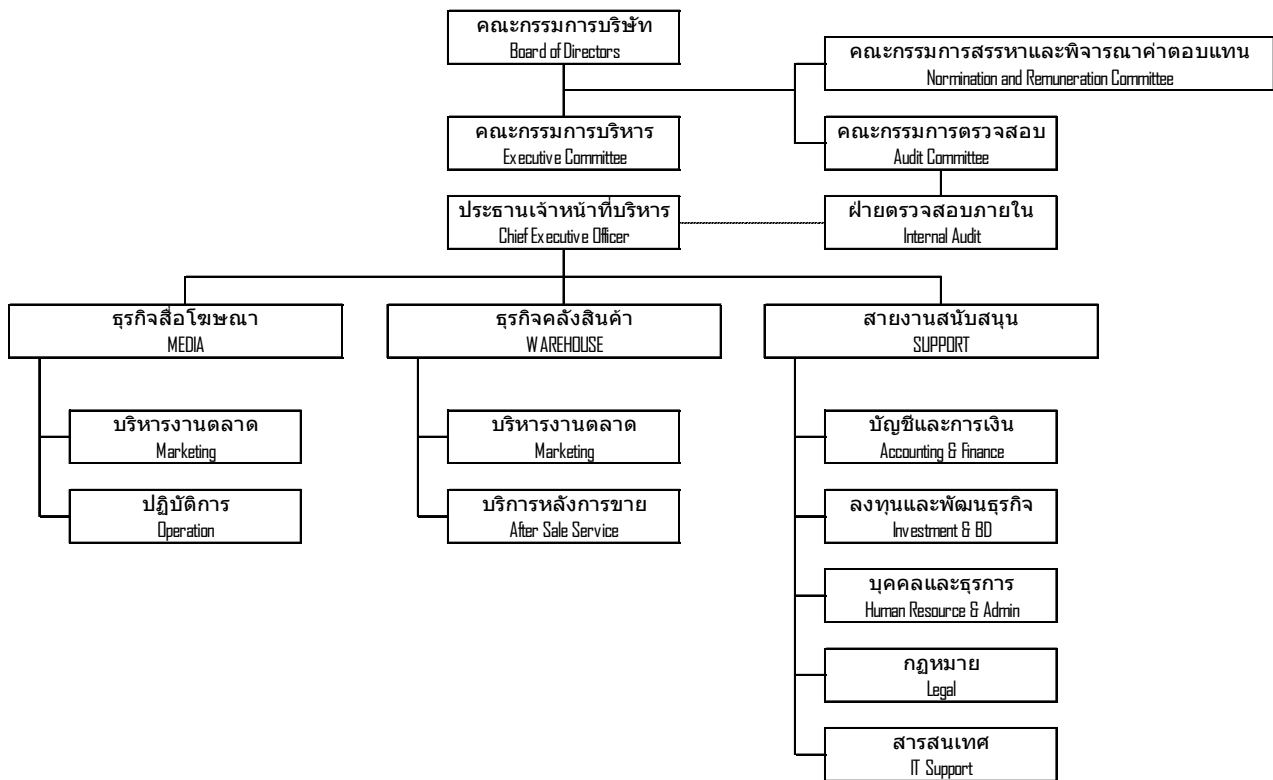 คณะกรรมการบริษัท
Board of Directors
คณะกรรมการสรรหาและพิจารณาค่าตอบแทน
Normination and Remuneration Committee
คณะกรรมการบริหาร
Executive Committee
คณะกรรมการตรวจสอบ
Audit Committee
ประธานเจ้าหน้าที่บริหาร
Chief Executive Officer
ฝ่ายตรวจสอบภายใน
Internal Audit
ธุรกิจสื่อโฆษณา
MEDIA
ธุรกิจคลังสินค้า
WAREHOUSE
สายงานสนับสนุน
SUPPORT
บริหารงานตลาด
Marketing
บริหารงานตลาด
Marketing
บัญชีและการเงิน
Accounting & Finance
ปฏิบัติการ
Operation
บริการหลังการขาย
After Sale Service
ลงทุนและพัฒนธุรกิจ
Investment & BD
บุคคลและธุรการ
Human Resource & Admin
กฎหมาย
Legal
สารสนเทศ
IT Support